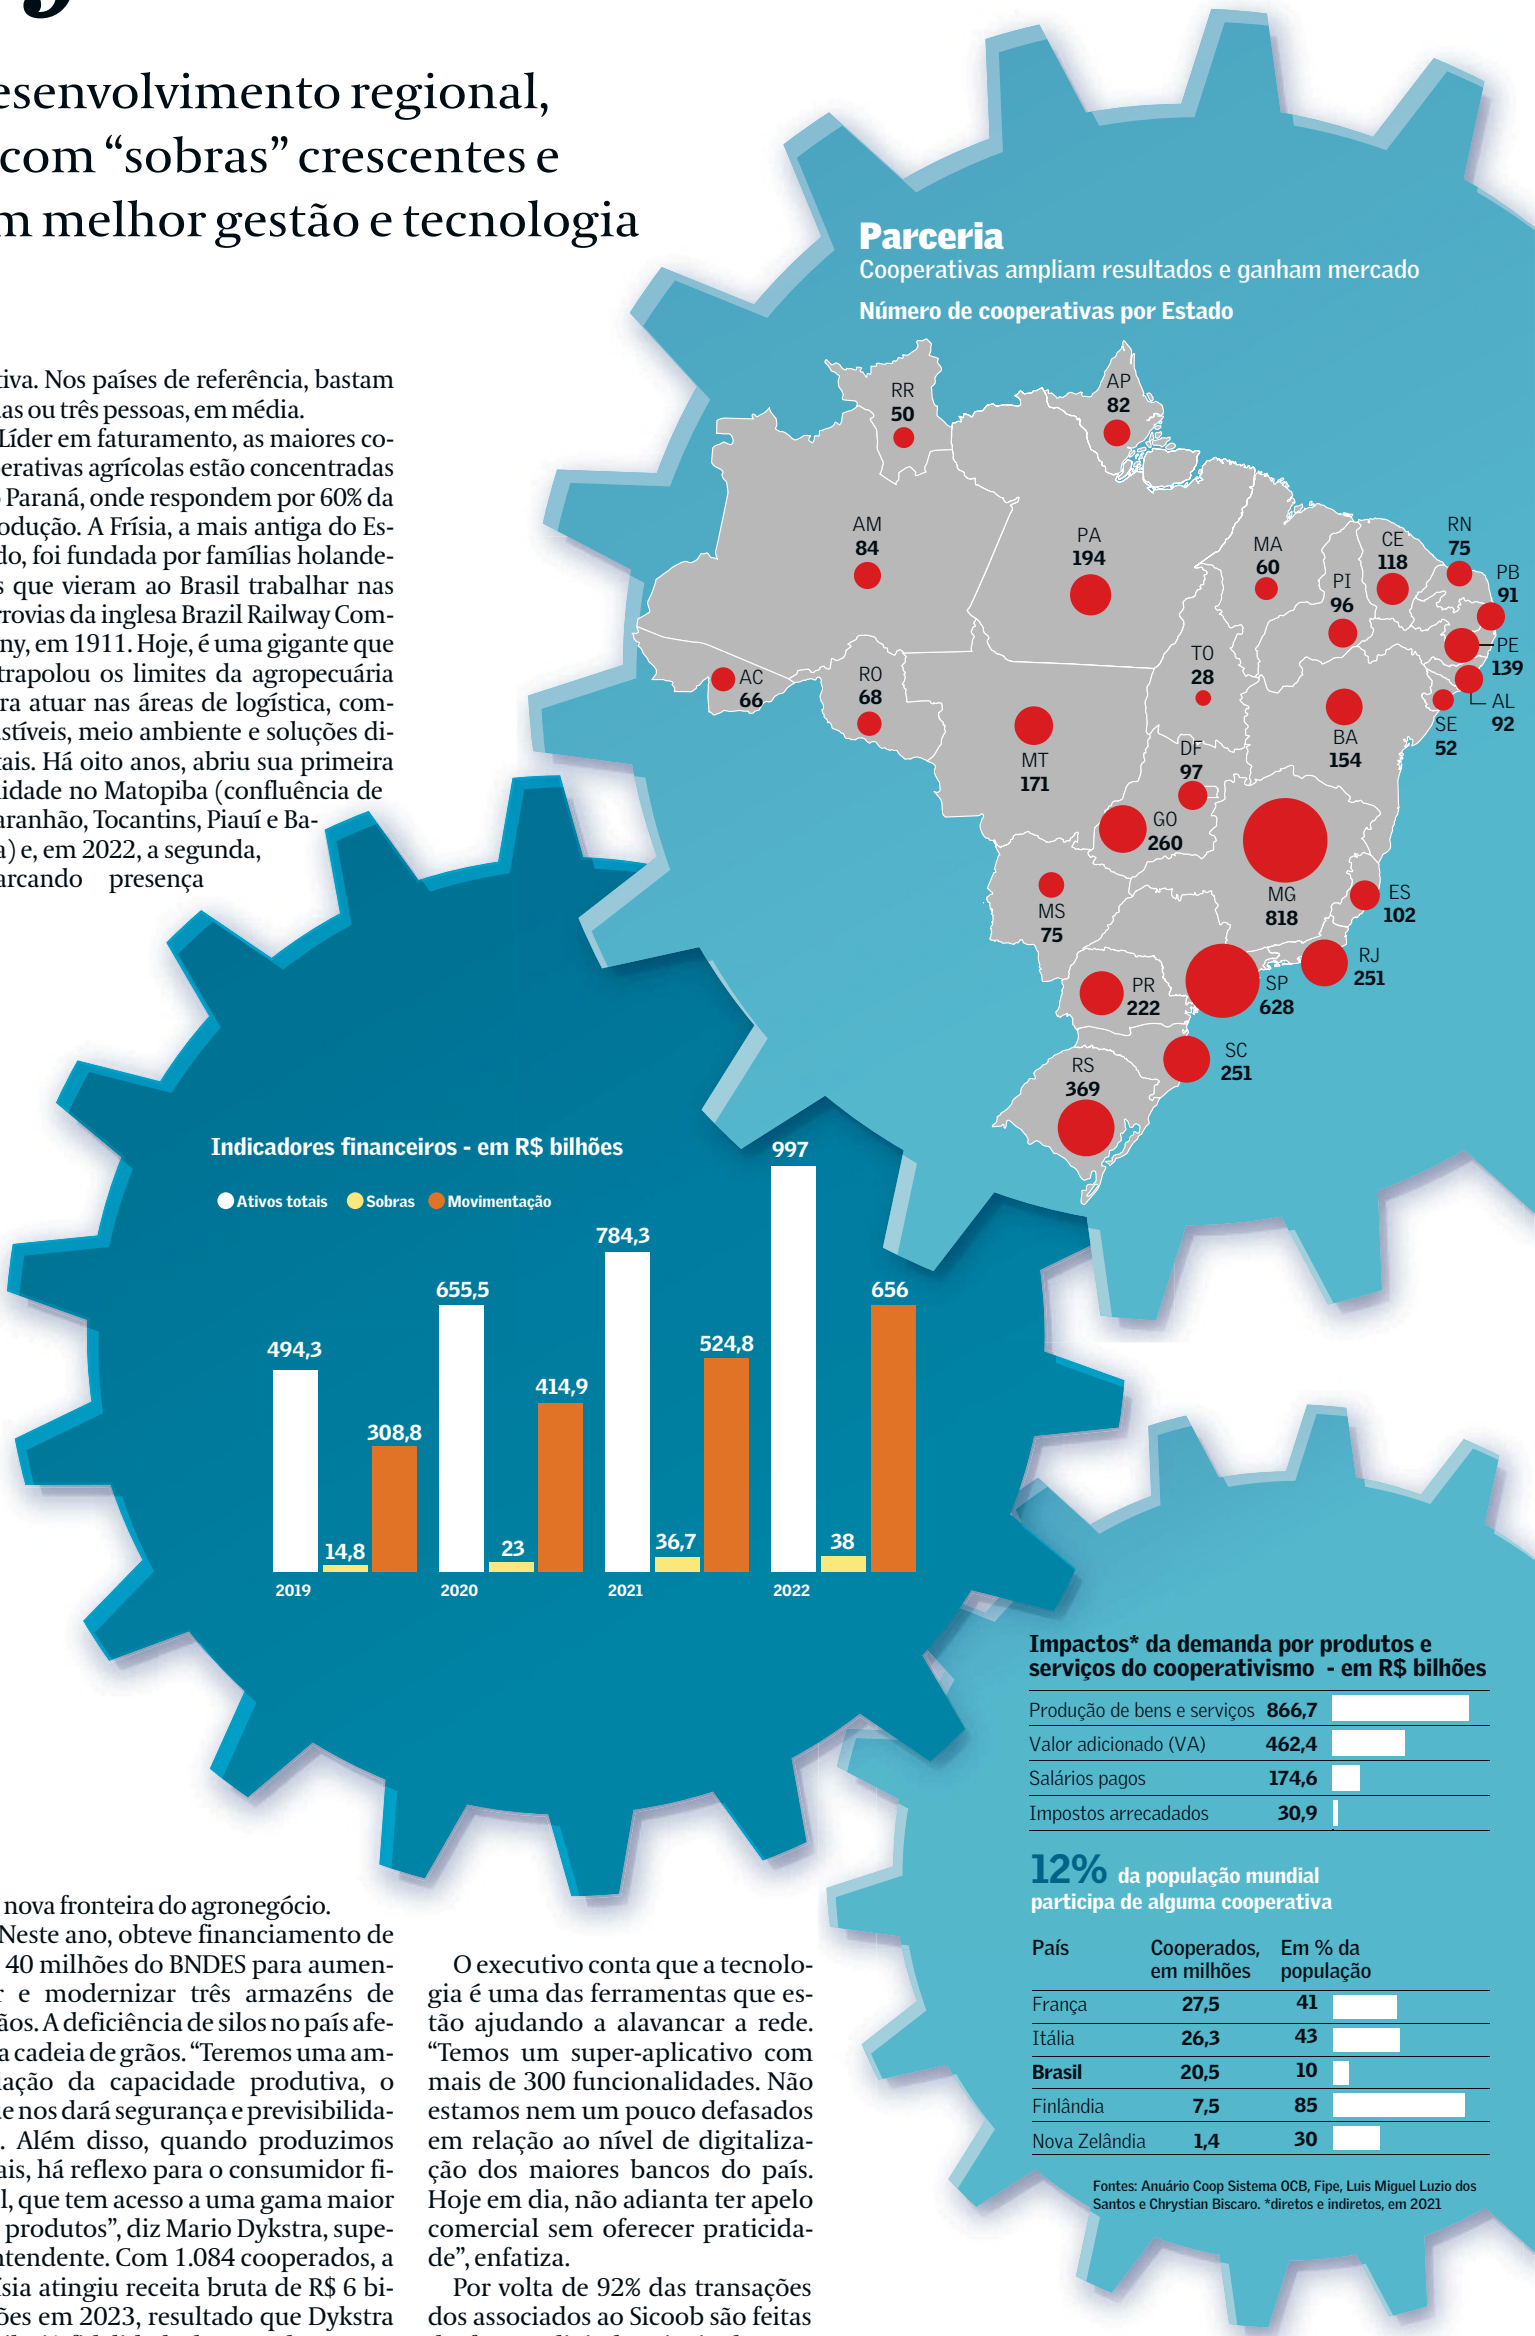 esenvolvimento regional,
com “sobras” crescentes e
m melhor gestão e tecnologia
tiva. Nos países de referência, bastam
as ou três pessoas, em média.
Líder em faturamento, as maiores co-
perativas agrícolas estão concentradas
Paraná, onde respondem por 60% da
odução. A Frísia, a mais antiga do Es-
do, foi fundada por famílias holande-
s que vieram ao Brasil trabalhar nas
rrovias da inglesa Brazil Railway Com-
ny, em 1911. Hoje, é uma gigante que
trapolou os limites da agropecuária
ra atuar nas áreas de logística, com-
stíveis, meio ambiente e soluções di-
tais. Há oito anos, abriu sua primeira
idade no Matopiba (confluência de
aranhão, Tocantins, Piauí e Ba-
a) e, em 2022, a segunda,
arcando presença
nova fronteira do agronegócio.
Neste ano, obteve financiamento de
40 milhões do BNDES para aumen-
r e modernizar três armazéns de
ãos. A deficiência de silos no país afe-
a cadeia de grãos. “Teremos uma am-
iação da capacidade produtiva, o
ue nos dará segurança e previsibilida-
. Além disso, quando produzimos
ais, há reflexo para o consumidor fi-
l, que tem acesso a uma gama maior
produtos”, diz Mario Dykstra, supe-
ntendente. Com 1.084 cooperados, a
ísia atingiu receita bruta de R$ 6 bi-
ões em 2023, resultado que Dykstra
O executivo conta que a tecnolo-
gia é uma das ferramentas que es-
tão ajudando a alavancar a rede.
“Temos um super-aplicativo com
mais de 300 funcionalidades. Não
estamos nem um pouco defasados
em relação ao nível de digitaliza-
ção dos maiores bancos do país.
Hoje em dia, não adianta ter apelo
comercial sem oferecer praticida-
de”, enfatiza.
Por volta de 92% das transações
dos associados ao Sicoob são feitas
Parceria
Cooperativas ampliam resultados e ganham mercado
Número de cooperativas por Estado
RR
50
AP
82
AM
84
PA
194
MA
60
PI
96
CE
118
RN
75
PB
91
PE
139
AL
92
SE
52
AC
66
RO
68
TO
28
BA
154
MT
171
DF
97
GO
260
MG
818
ES
102
MS
75
RJ
251
SP
628
PR
222
SC
251
RS
369
Indicadores financeiros - em R$ bilhões
Ativos totais Sobras Movimentação
494,3
14,8
308,8
655,5
23
414,9
784,3
36,7
524,8
997
38
656
2019 2020 2021 2022
Impactos* da demanda por produtos e
serviços do cooperativismo - em R$ bilhões
Produção de bens e serviços 866,7
Valor adicionado (VA) 462,4
Salários pagos 174,6
Impostos arrecadados 30,9
12% da população mundial
participa de alguma cooperativa
País Cooperados, Em % da
em milhões população
França 27,5 41
Itália 26,3 43
Brasil 20,5 10
Finlândia 7,5 85
Nova Zelândia 1,4 30
Fontes: Anuário Coop Sistema OCB, Fipe, Luis Miguel Luzio dos
Santos e Chrystian Biscaro. *diretos e indiretos, em 2021